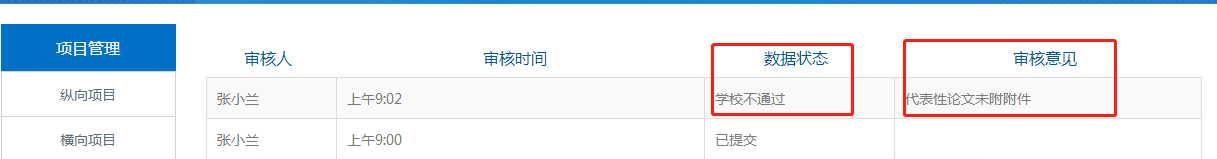 项目管理
审核人 审核时间 数据状态 审核意见
纵向项目
张小兰 上午9:02 学校不通过 代表性论文未附附件
横向项目
张小兰 上午9:00 已提交